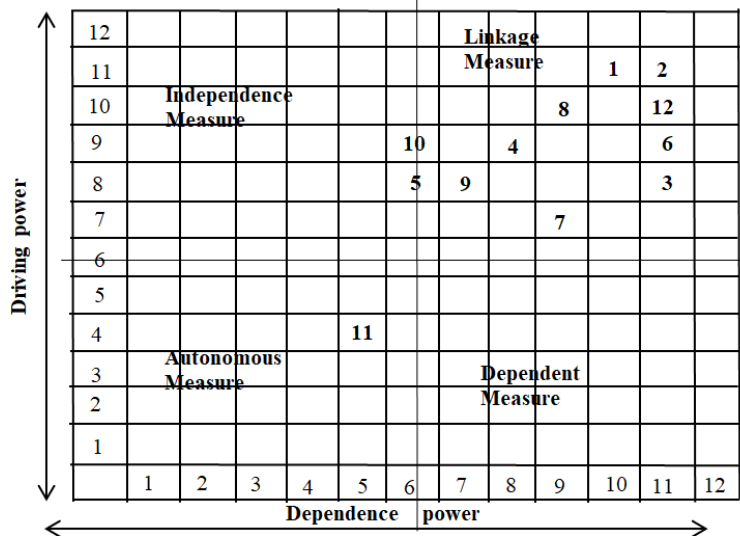 12
Linkage
Measure
11 1 2
Independence
Measure
10 8 12
9 10 4 6
8 5 9 3
7 7
6
5
4 11
Autonomous
Measure
3
Dependent
Measure
2
1
1 2 3 4 5 6 7 8 9 10 11 12
Driving power
Dependence power